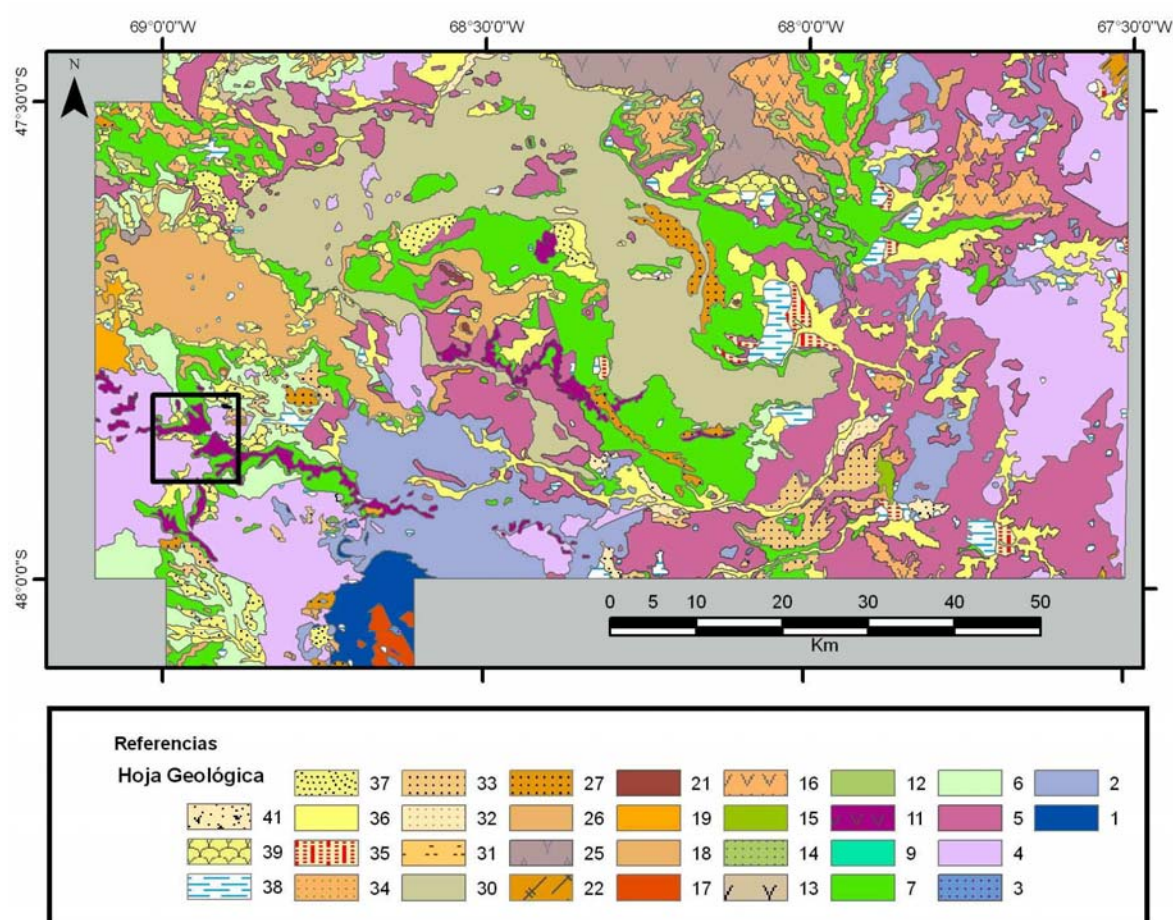 69°0'0"W 68°30'0"W 68°0'0"W 67°30'0"W
N
47°30'0"S
48°0'0"S
0 5 10 20 30 40 50
Km
Referencias
Hoja Geológica
37 33 27 21 16 12 6 2
41 36 32 26 19 15 11 5 1
39 35 31 25 18 14 9 4
38 34 30 22 17 13 7 3